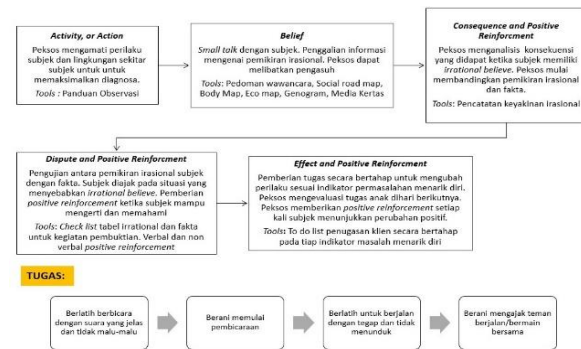 Activity, or Action
Peksos mengamati perilaku
subjek dan lingkungan sekitar
subjek untuk untuk
memaksimalkan diagnosa.
Tools : Panduan Observasi
Belief
Small talk dengan subjek. Penggalian informasi
mengenai pemikiran irasional. Peksos dapat
melibatkan pengasuh
Tools: Pedoman wawancara, Social road map,
Body Map, Eco map, Genogram, Media Kertas
Consequence and Positive
Reinforcment
Peksos menganalisis konsekuensi
yang didapat ketika subjek memiliki
irrational believe. Peksos mulai
membandingkan pemikiran irasional
dan fakta.
Tools: Pencatatan keyakinan irasional
Dispute and Positive Reinforcment
Pengujian antara pemikiran irasional subjek
dengan fakta. Subjek diajak pada situasi yang
menyebabkan irrational believe. Pemberian
positive reinforcement ketika subjek mampu
mengerti dan memahami
Tools: Check list tabel irrational dan fakta
untuk kegiatan pembuktian. Verbal dan non
verbal positive reinforcement
Effect and Positive Reinforcment
Pemberian tugas secara bertahap untuk mengubah
perilaku sesuai indikator permasalahan menarik diri.
Peksos mengevaluasi tugas anak dihari berikutnya.
Peksos memberikan positive reinforcement setiap
kali subjek menunjukkan perubahan positif.
Tools: To do list penugasan klien secara bertahap
pada tiap indikator masalah menarik diri
TUGAS:
Berlatih berbicara
dengan suara yang jelas
dan tidak malu-malu
Berani memulai
pembicaraan
Berlatih untuk berjalan
dengan tegap dan tidak
menunduk
Berani mengajak teman
berjalan/bermain
bersama